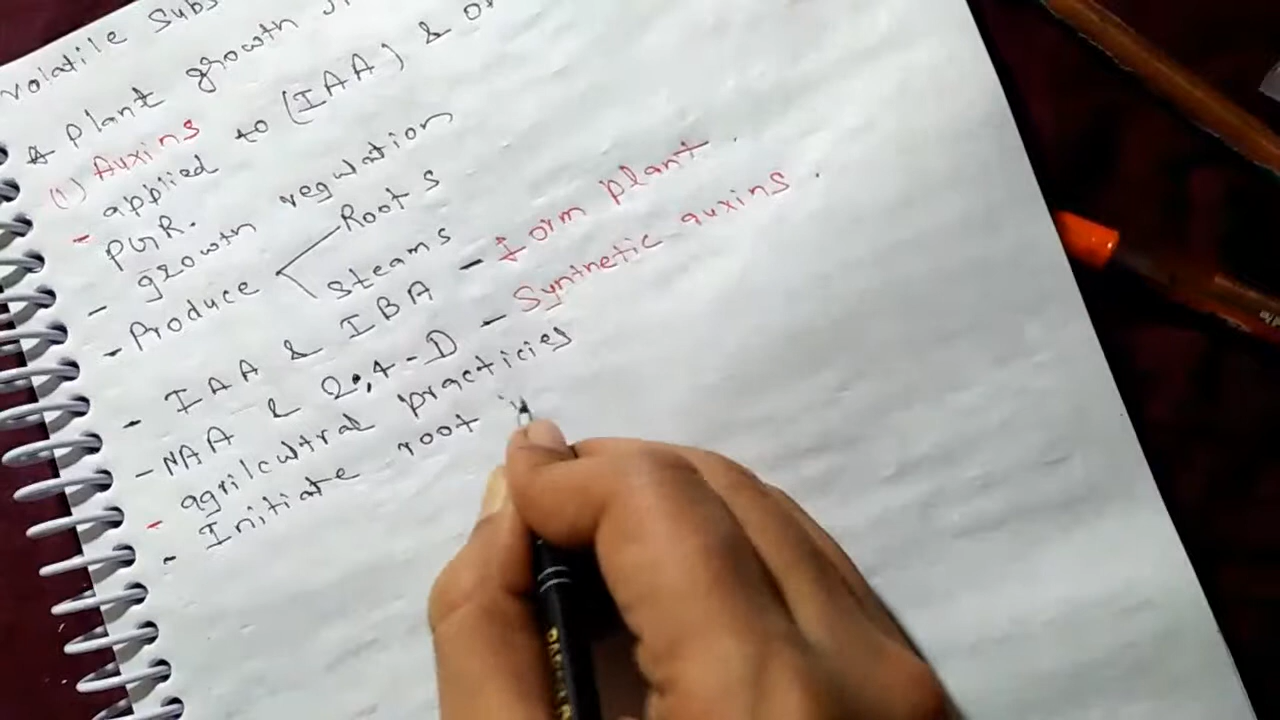 volatile Subs
Plant growth
(1) Auxins
- applied to (IAA) & o
PGR.
- growth regulation
- Produce Roots
Steams
- IAA & IBA - Form plant.
- NAA & 2,4-D - Synthetic auxins.
- agrilcultral practicies
- Initiate root